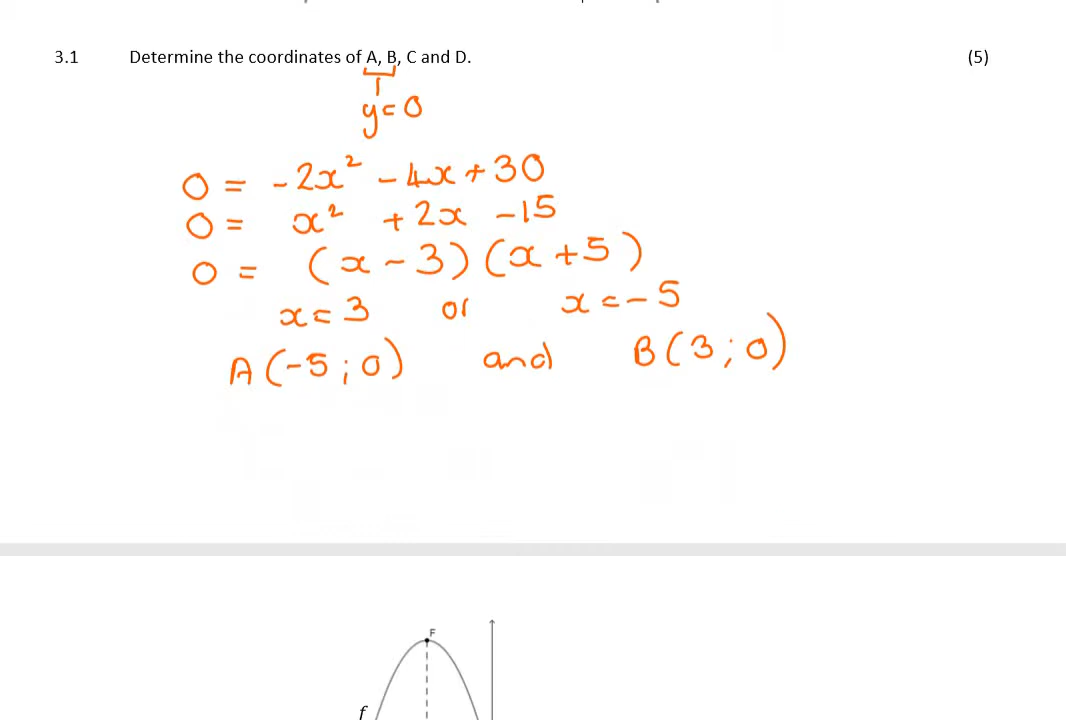 3.1 Determine the coordinates of A, B, C and D. (5)
y = 0
0 = -2x² - 4x + 30
0 = x² + 2x - 15
0 = (x - 3)(x + 5)
x = 3 or x = -5
A(-5 ; 0) and B(3 ; 0)
F
f